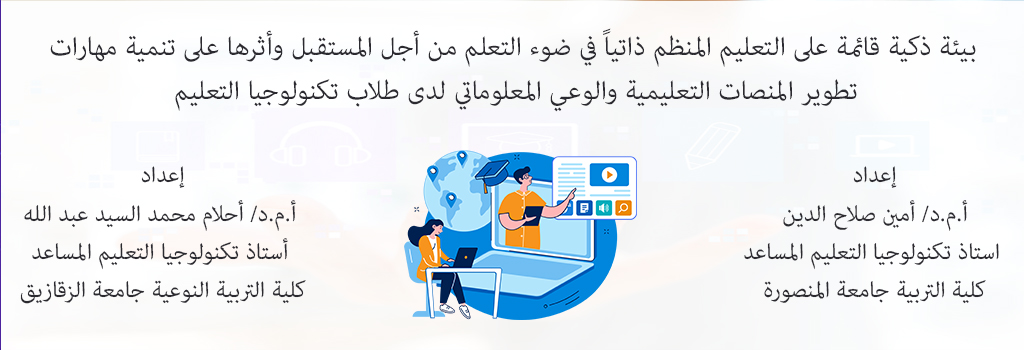 بيئة ذكية قائمة على التعليم المنظم ذاتياً في ضوء التعلم من أجل المستقبل وأثرها على تنمية مهارات
تطوير المنصات التعليمية والوعي المعلوماتي لدى طلاب تكنولوجيا التعليم
إعداد
أ.م.د/ أمين صلاح الدين
استاذ تكنولوجيا التعليم المساعد
كلية التربية جامعة المنصورة
إعداد
أ.م.د/ أحلام محمد السيد عبد الله
أستاذ تكنولوجيا التعليم المساعد
كلية التربية النوعية جامعة الزقازيق